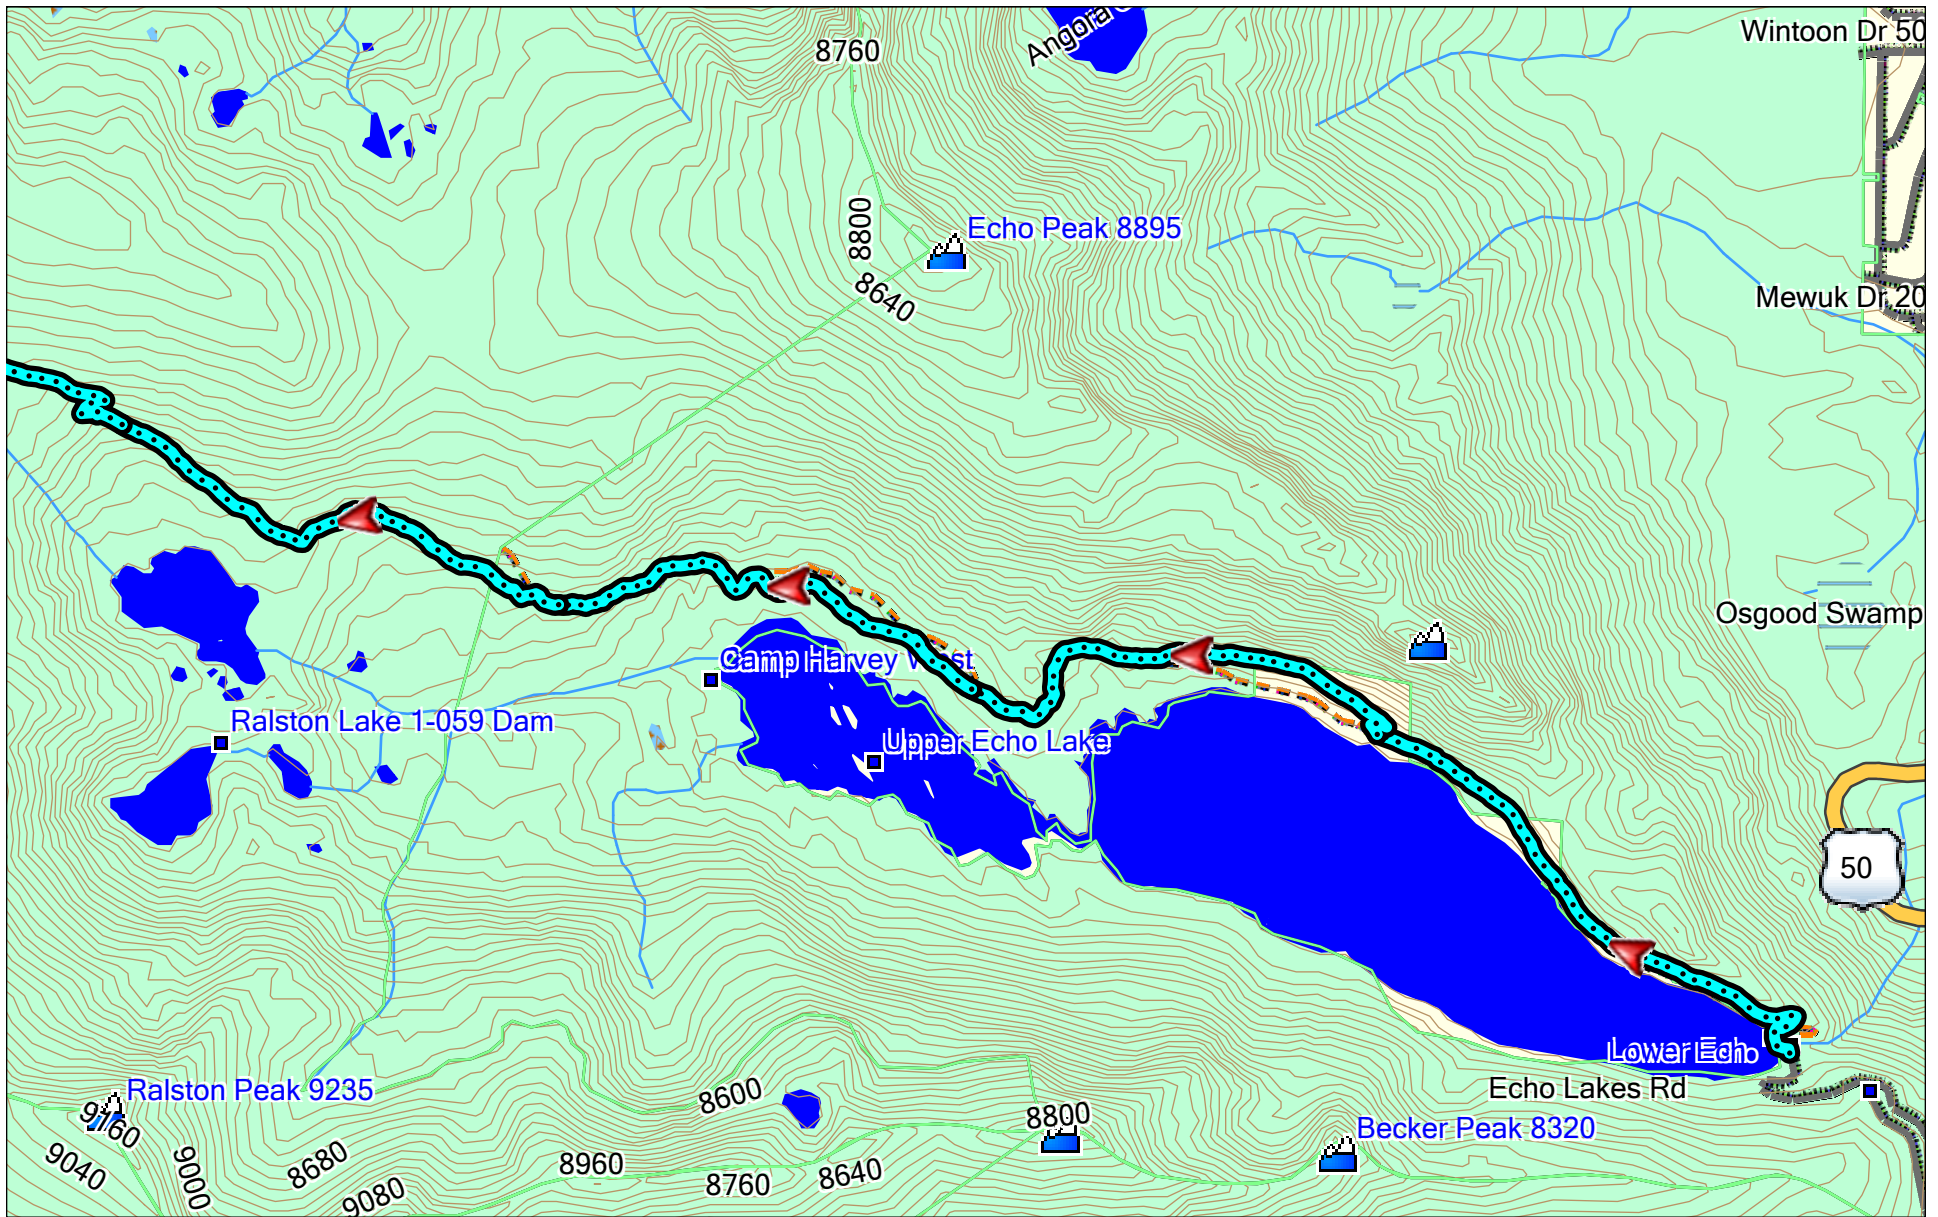 Wintoon Dr 50
8760
Angora
8800
Echo Peak 8895
8640
Mewuk Dr 20
Osgood Swamp
Camp Harvey West
Ralston Lake 1-059 Dam
Upper Echo Lake
50
Lower Echo
Echo Lakes Rd
Ralston Peak 9235
9160
8600
8800
Becker Peak 8320
9040
9000
8680
9080
8960
8760
8640